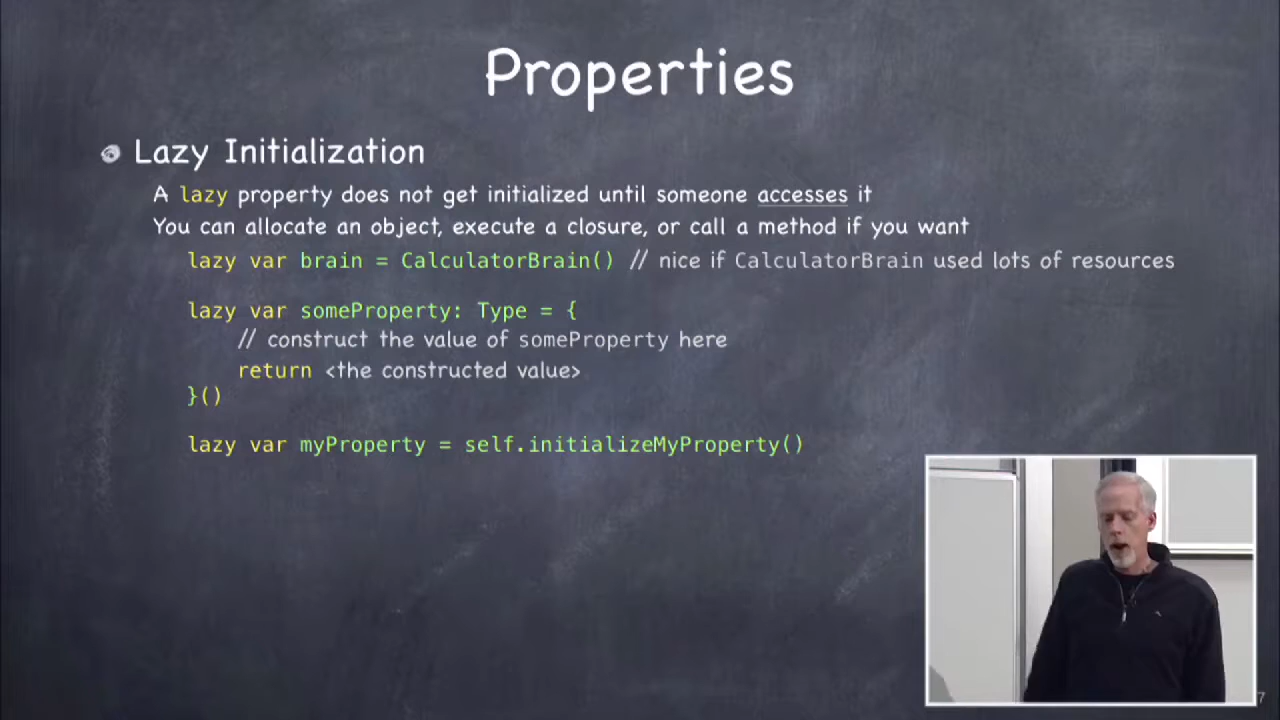 Properties
Lazy Initialization
A lazy property does not get initialized until someone accesses it
You can allocate an object, execute a closure, or call a method if you want
lazy var brain = CalculatorBrain() // nice if CalculatorBrain used lots of resources
lazy var someProperty: Type = {
// construct the value of someProperty here
return <the constructed value>
}()
lazy var myProperty = self.initializeMyProperty()
7